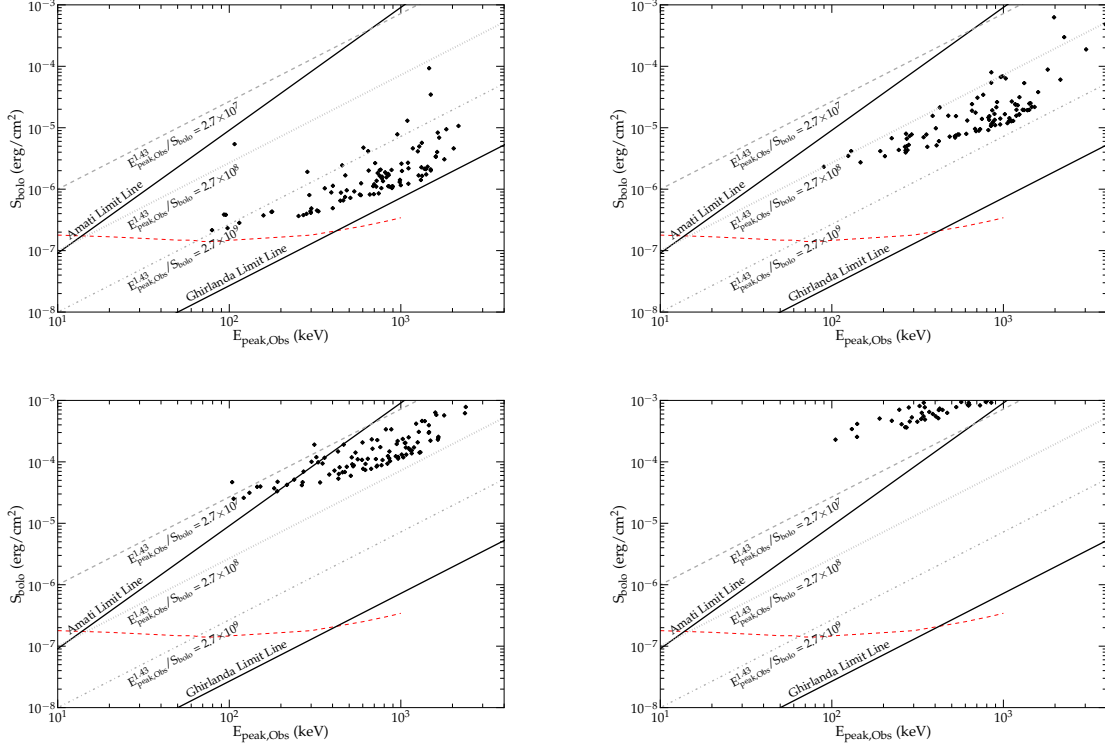 10⁻³ 10⁻⁴ 10⁻⁵ 10⁻⁶ 10⁻⁷ 10⁻⁸
S_bolo (erg/cm²)
E^1.43_peak,Obs/S_bolo = 2.7×10⁷
Amati Limit Line
E^1.43_peak,Obs/S_bolo = 2.7×10⁸
E^1.43_peak,Obs/S_bolo = 2.7×10⁹
Ghirlanda Limit Line
10¹ 10² 10³
E_peak,Obs (keV)
10⁻³ 10⁻⁴ 10⁻⁵ 10⁻⁶ 10⁻⁷ 10⁻⁸
S_bolo (erg/cm²)
E^1.43_peak,Obs/S_bolo = 2.7×10⁷
Amati Limit Line
E^1.43_peak,Obs/S_bolo = 2.7×10⁸
E^1.43_peak,Obs/S_bolo = 2.7×10⁹
Ghirlanda Limit Line
10¹ 10² 10³
E_peak,Obs (keV)
10⁻³ 10⁻⁴ 10⁻⁵ 10⁻⁶ 10⁻⁷ 10⁻⁸
S_bolo (erg/cm²)
E^1.43_peak,Obs/S_bolo = 2.7×10⁷
Amati Limit Line
E^1.43_peak,Obs/S_bolo = 2.7×10⁸
E^1.43_peak,Obs/S_bolo = 2.7×10⁹
Ghirlanda Limit Line
10¹ 10² 10³
E_peak,Obs (keV)
10⁻³ 10⁻⁴ 10⁻⁵ 10⁻⁶ 10⁻⁷ 10⁻⁸
S_bolo (erg/cm²)
E^1.43_peak,Obs/S_bolo = 2.7×10⁷
Amati Limit Line
E^1.43_peak,Obs/S_bolo = 2.7×10⁸
E^1.43_peak,Obs/S_bolo = 2.7×10⁹
Ghirlanda Limit Line
10¹ 10² 10³
E_peak,Obs (keV)